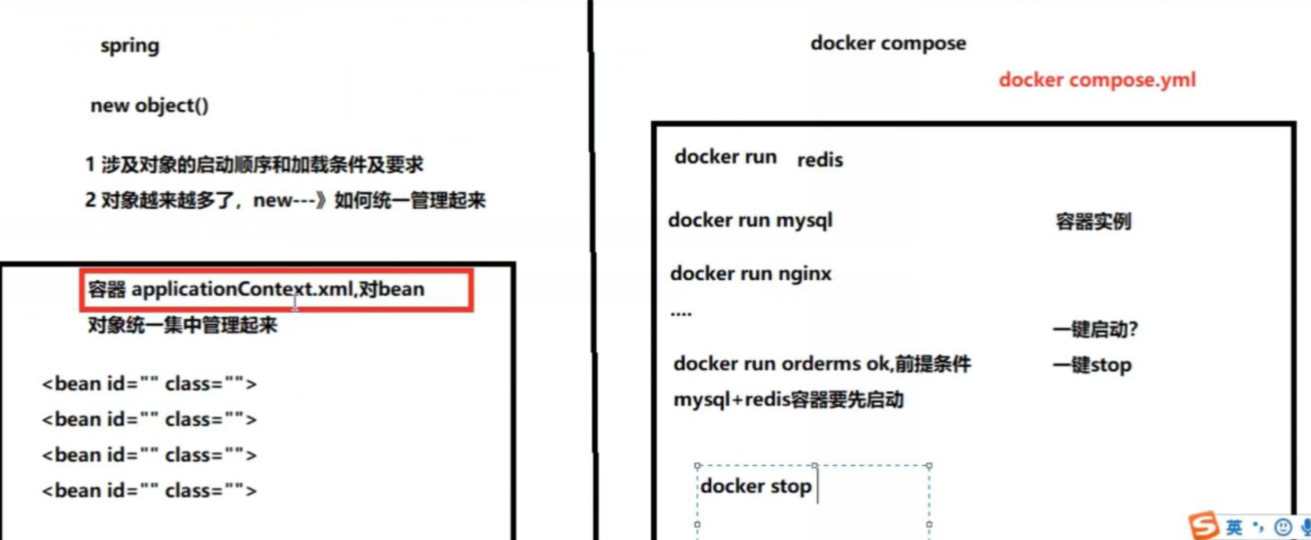 spring
new object()
1 涉及对象的启动顺序和加载条件及要求
2 对象越来越多了，new---》如何统一管理起来
容器 applicationContext.xml,对bean
对象统一集中管理起来
<bean id="" class="">
<bean id="" class="">
<bean id="" class="">
<bean id="" class="">
docker compose
docker compose.yml
docker run redis
docker run mysql
容器实例
docker run nginx
....
一键启动？
docker run orderms ok,前提条件
一键stop
mysql+redis容器要先启动
docker stop
S 英